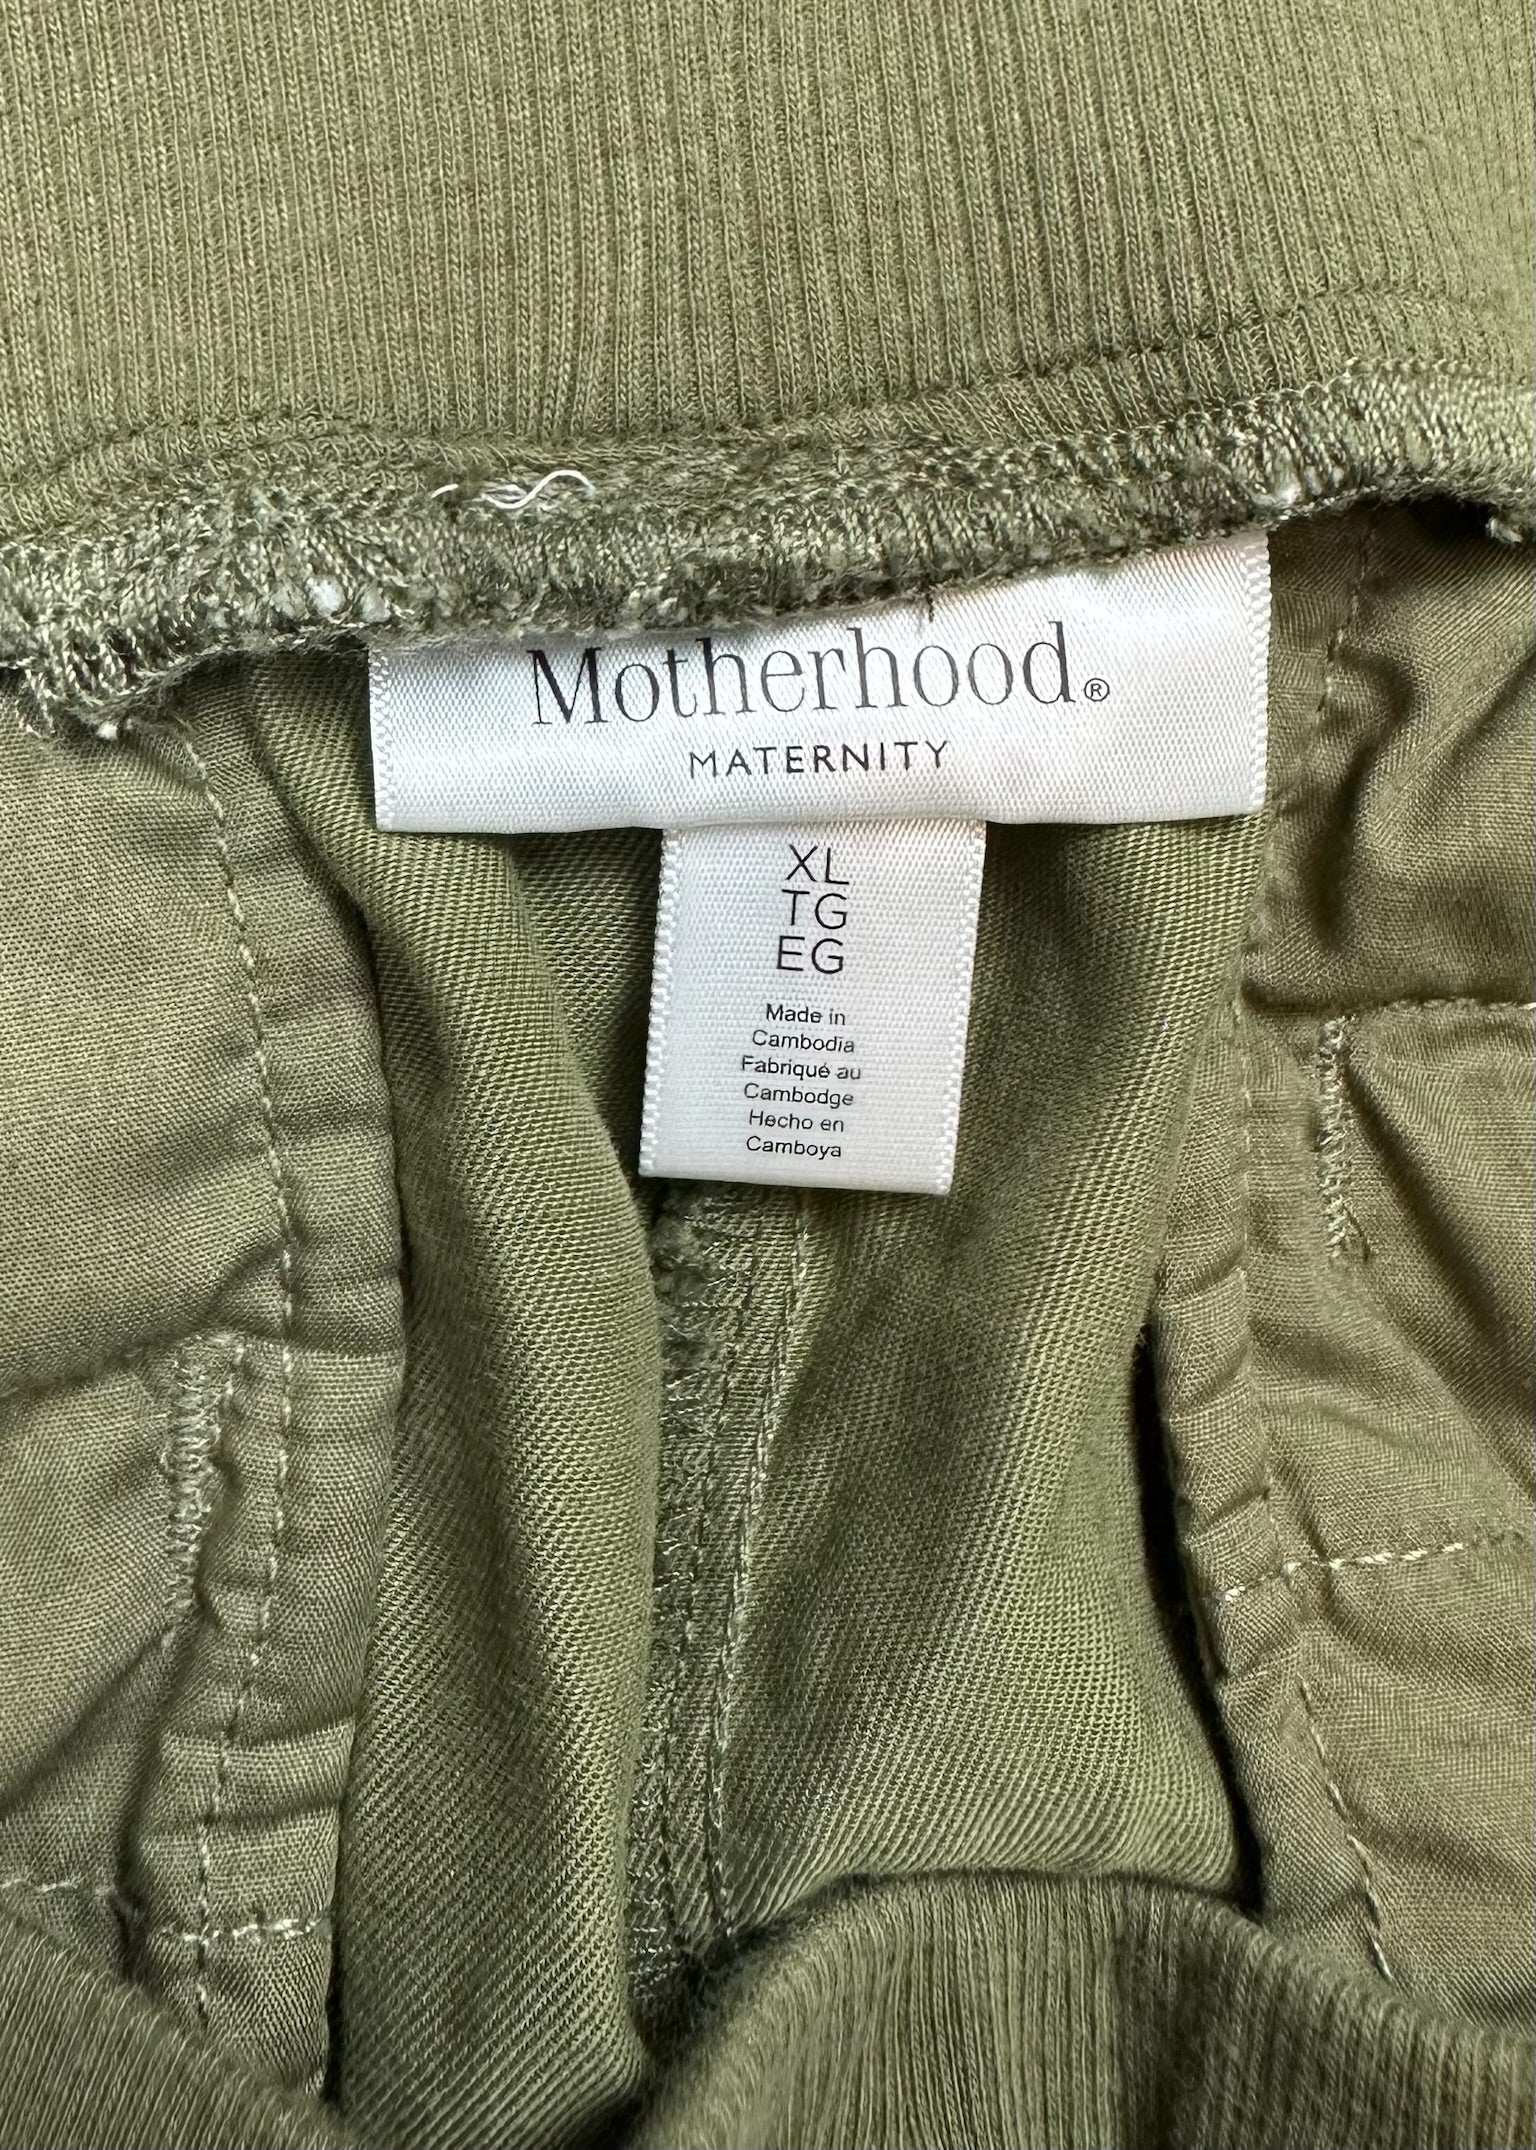 Motherhood®
MATERNITY
XL
TG
EG
Made in
Cambodia
Fabriqué au
Cambodge
Hecho en
Camboya